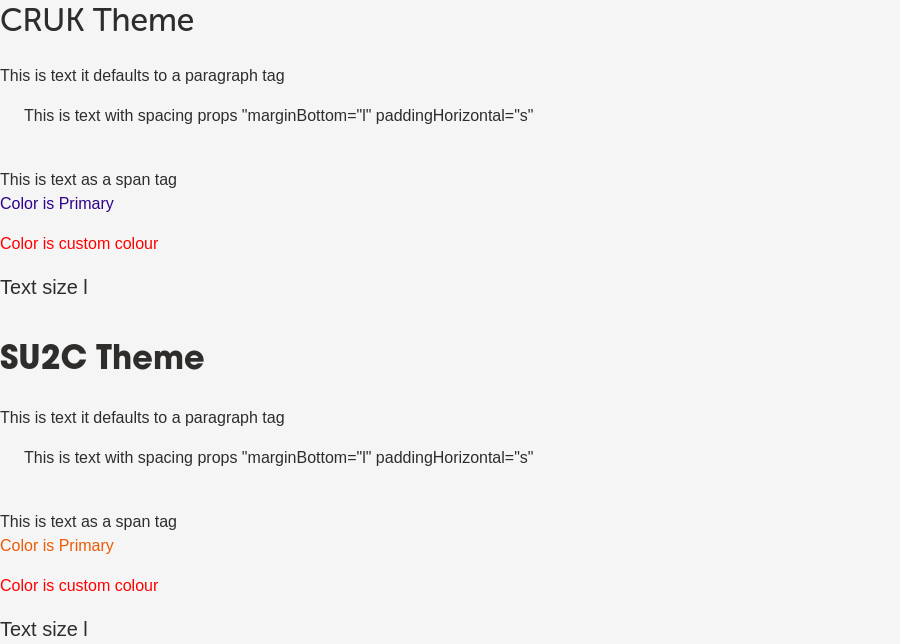 CRUK Theme
This is text it defaults to a paragraph tag
This is text with spacing props "marginBottom="l" paddingHorizontal="s"
This is text as a span tag
Color is Primary
Color is custom colour
Text size l
SU2C Theme
This is text it defaults to a paragraph tag
This is text with spacing props "marginBottom="l" paddingHorizontal="s"
This is text as a span tag
Color is Primary
Color is custom colour
Text size l